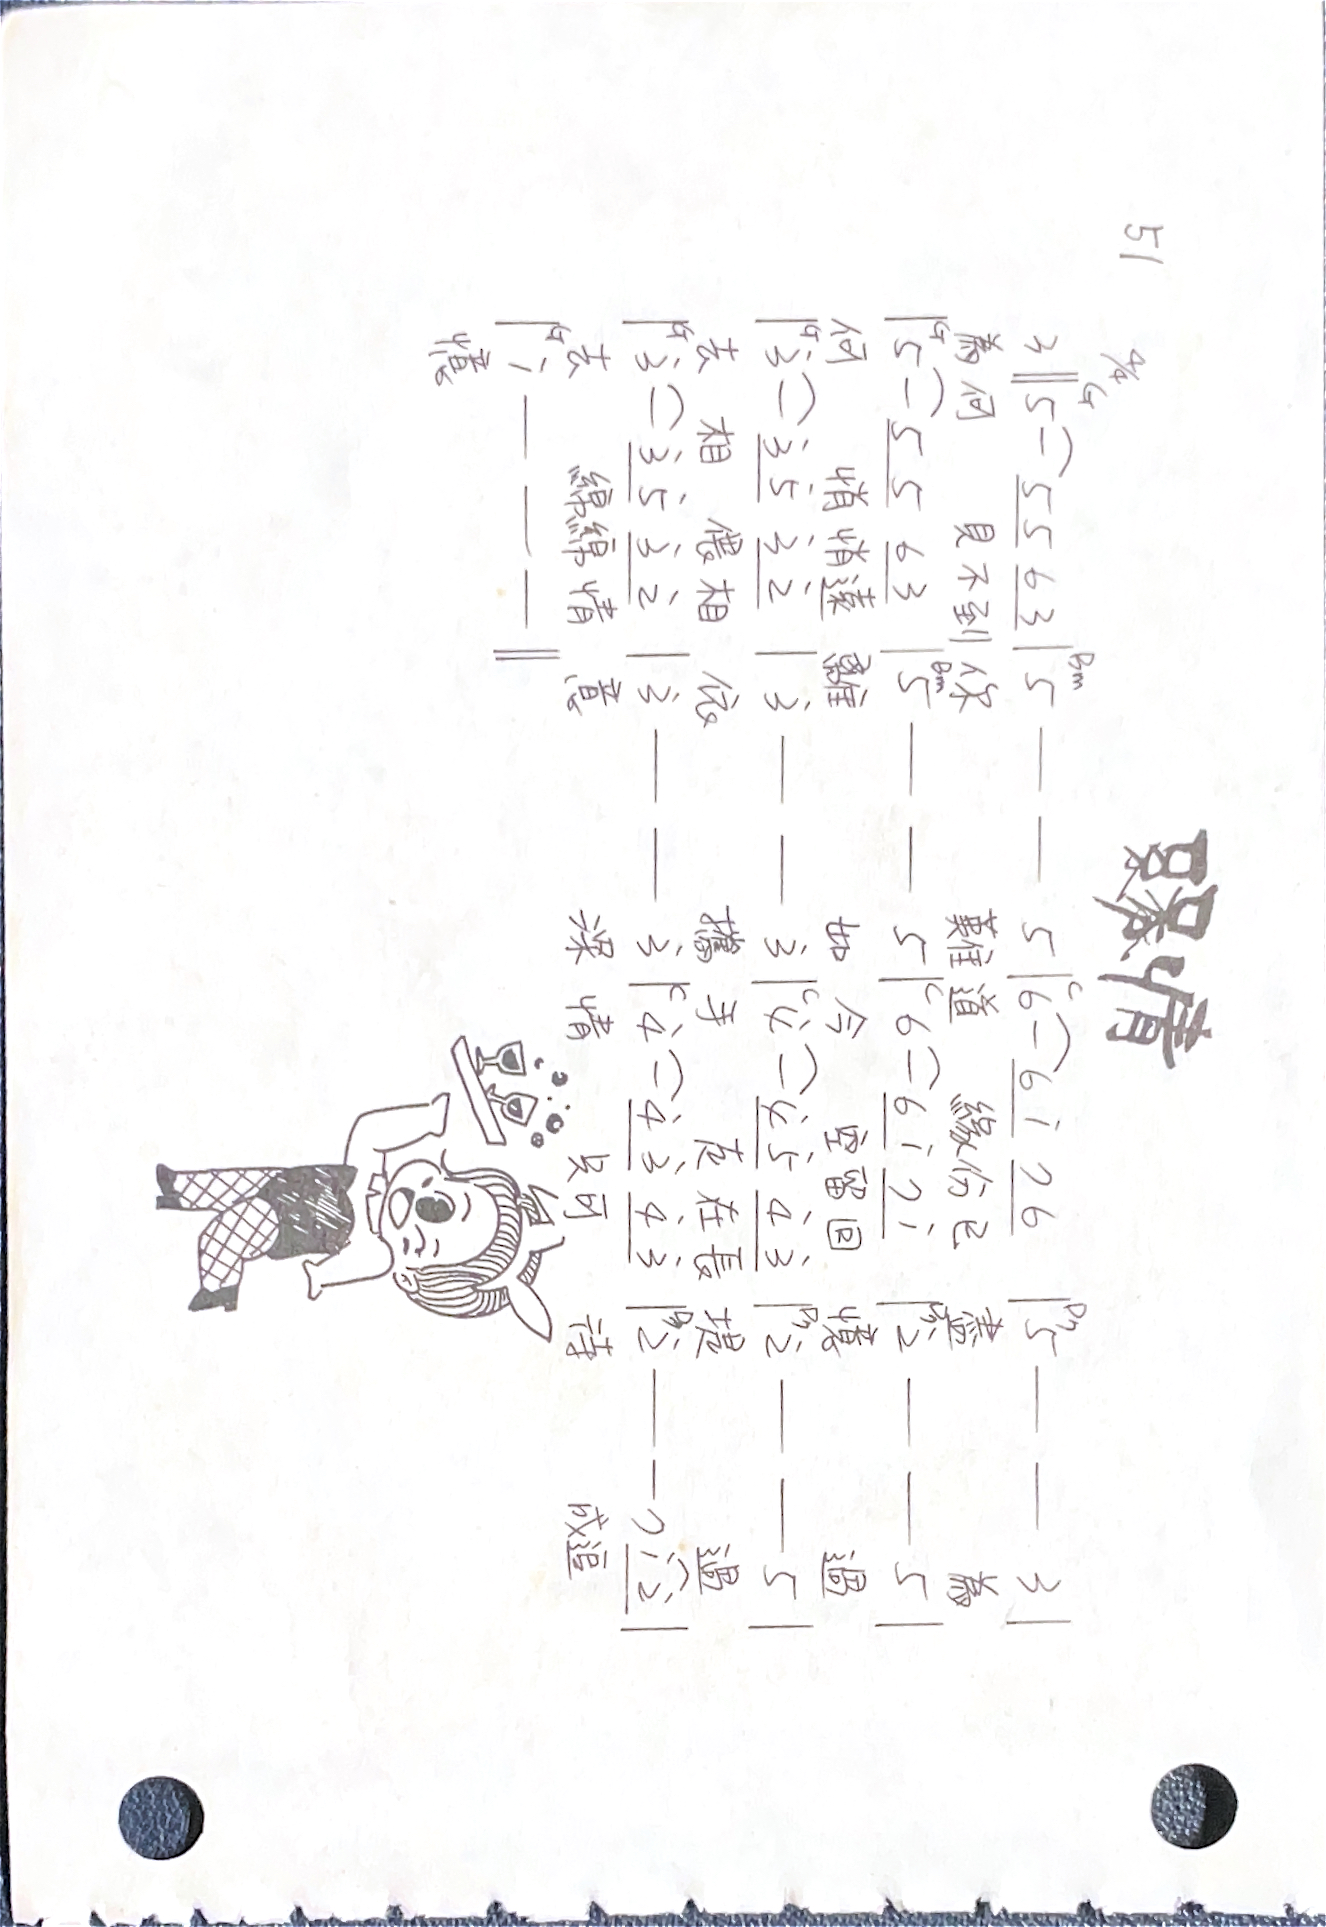 緣情
51
4/4
G Bm C D7
3 ‖ 5 – 5 5 6 3 | 5 — — 5 | 6 – 6 i 7 6 | 5 — — 3 |
為何 見不到你 難道 緣份已 盡 為
G Bm C D7
| 5 – 5 5 6 3 | 5 — — 5 | 6 – 6 i 7 i | 2̇ — — 5 |
何 悄悄遠 離 如今 空留回 憶 過
G C D7
| 3̇ – 3̇ 5̇ 3̇ 2̇ | 3̇ — — 3̇ | 4̇ – 4̇ 5̇ 4̇ 3̇ | 2̇ — — 5 |
去 相 偎相 依 攜手 走在長 堤 過
G C D7
| 3̇ – 3̇ 5̇ 3̇ 2̇ | 3̇ — — 3̇ | 4̇ – 4̇ 3̇ 4̇ 3̇ | 2̇ — — 7 i 2̇ |
去 綿綿情 意 深情 只可 待 成追
G
| i — — — ‖
憶